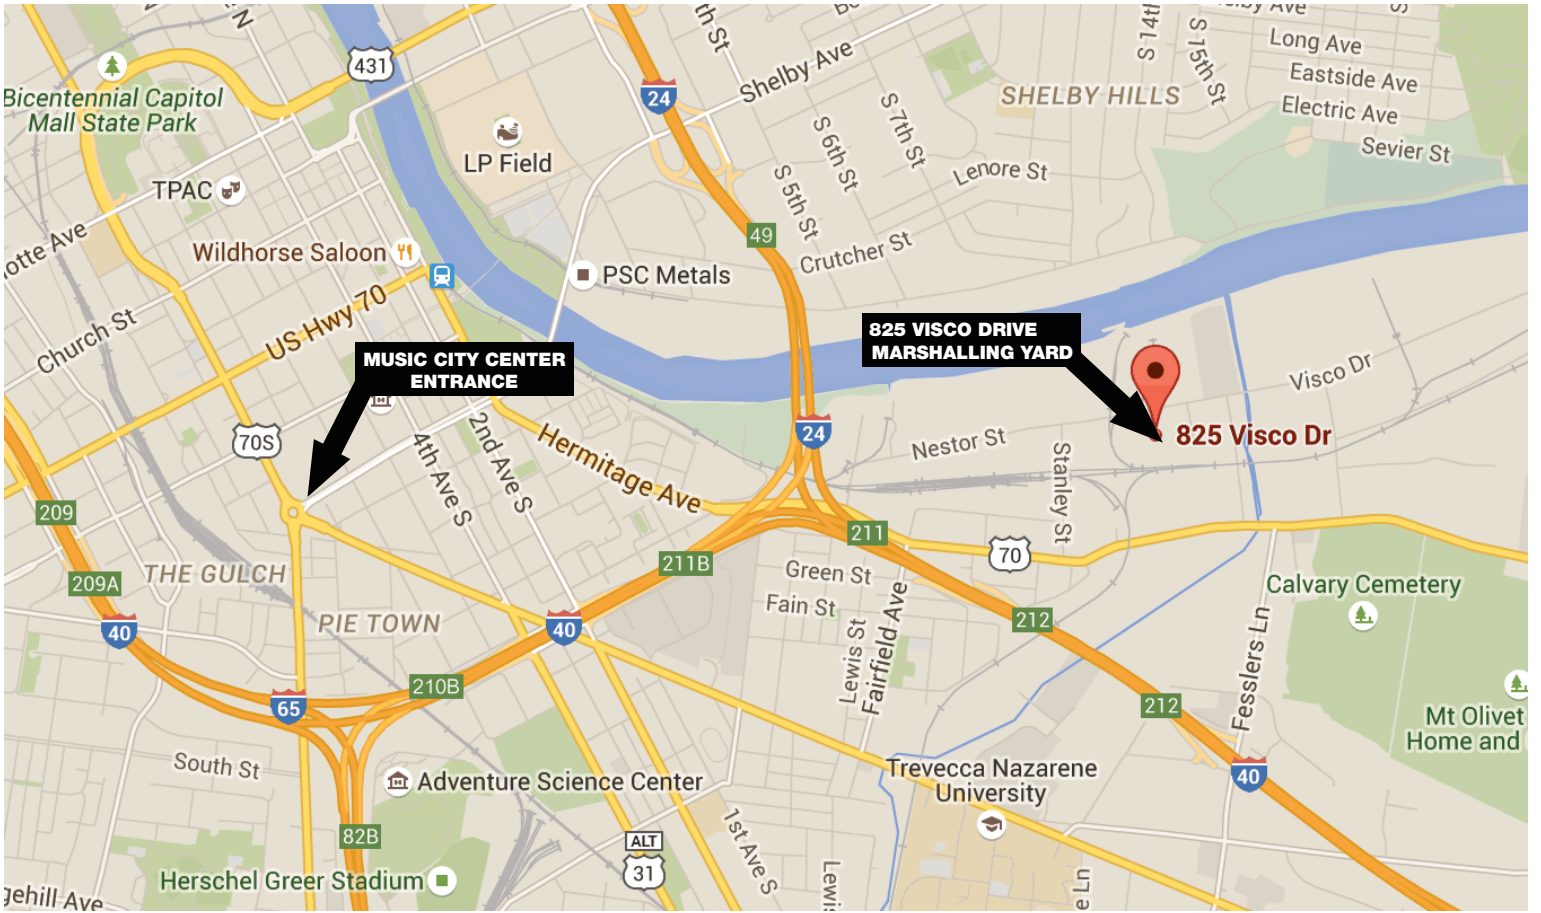 431
Bicentennial Capitol
Mall State Park
TPAC
Church St
Wildhorse Saloon
US Hwy 70
LP Field
PSC Metals
24
Shelby Ave
S 5th St
S 6th St
S 7th St
Lenore St
Crutcher St
49
SHELBY HILLS
S 15th St
Long Ave
Eastside Ave
Electric Ave
Sevier St
MUSIC CITY CENTER
ENTRANCE
825 VISCO DRIVE
MARSHALLING YARD
825 Visco Dr
Visco Dr
70S
4th Ave S
2nd Ave S
Hermitage Ave
24
Nestor St
Stanley St
209
209A
THE GULCH
PIE TOWN
40
65
210B
40
211B
211
70
Green St
Fain St
Lewis St
Fairfield Ave
212
212
Fesslers Ln
Calvary Cemetery
Mt Olivet
Home and
40
South St
Adventure Science Center
82B
Herschel Greer Stadium
ALT
31
1st Ave S
Trevecca Nazarene
University